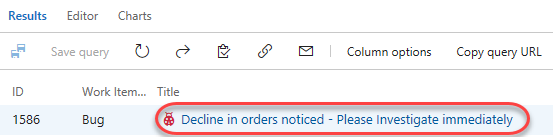 Results Editor Charts
Save query Column options Copy query URL
ID Work Item... Title
1586 Bug Decline in orders noticed - Please Investigate immediately